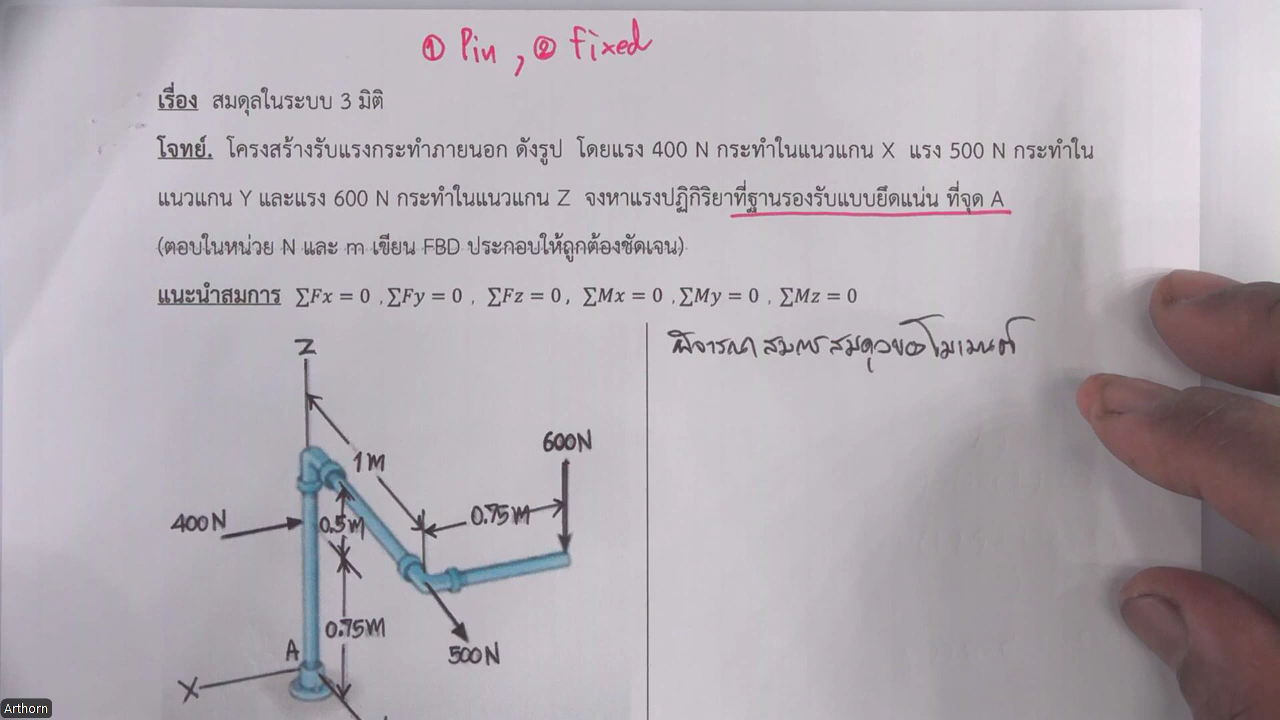 ① Pin , ② fixed
เรื่อง สมดุลในระบบ 3 มิติ
โจทย์. โครงสร้างรับแรงกระทำภายนอก ดังรูป โดยแรง 400 N กระทำในแนวแกน X แรง 500 N กระทำใน
แนวแกน Y และแรง 600 N กระทำในแนวแกน Z จงหาแรงปฏิกิริยาที่ฐานรองรับแบบยึดแน่น ที่จุด A
(ตอบในหน่วย N และ m เขียน FBD ประกอบให้ถูกต้องชัดเจน)
แนะนำสมการ ∑Fx = 0 , ∑Fy = 0 , ∑Fz = 0, ∑Mx = 0 , ∑My = 0 , ∑Mz = 0
พิจารณาสมการสมดุลของโมเมนต์
Z
600N
1M
0.75M
400N
0.5M
0.75M
500N
A
X
Arthorn